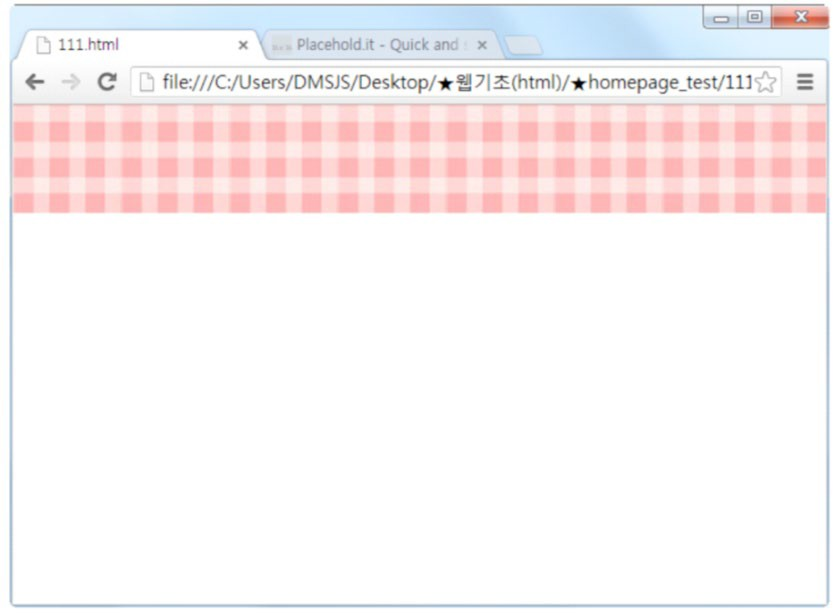 111.html
Placehold.it - Quick and
file:///C:/Users/DMSJS/Desktop/★웹기초(html)/★homepage_test/111